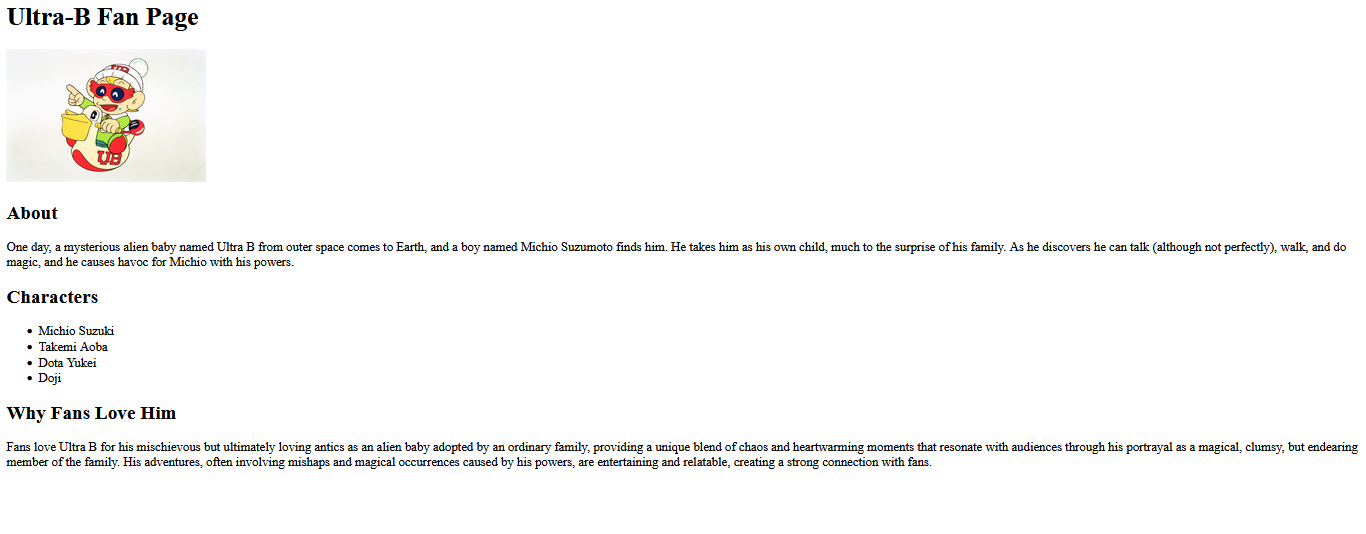 Ultra-B Fan Page
UB
About
One day, a mysterious alien baby named Ultra B from outer space comes to Earth, and a boy named Michio Suzumoto finds him. He takes him as his own child, much to the surprise of his family. As he discovers he can talk (although not perfectly), walk, and do
magic, and he causes havoc for Michio with his powers.
Characters
Michio Suzuki
Takemi Aoba
Dota Yukei
Doji
Why Fans Love Him
Fans love Ultra B for his mischievous but ultimately loving antics as an alien baby adopted by an ordinary family, providing a unique blend of chaos and heartwarming moments that resonate with audiences through his portrayal as a magical, clumsy, but endearing
member of the family. His adventures, often involving mishaps and magical occurrences caused by his powers, are entertaining and relatable, creating a strong connection with fans.